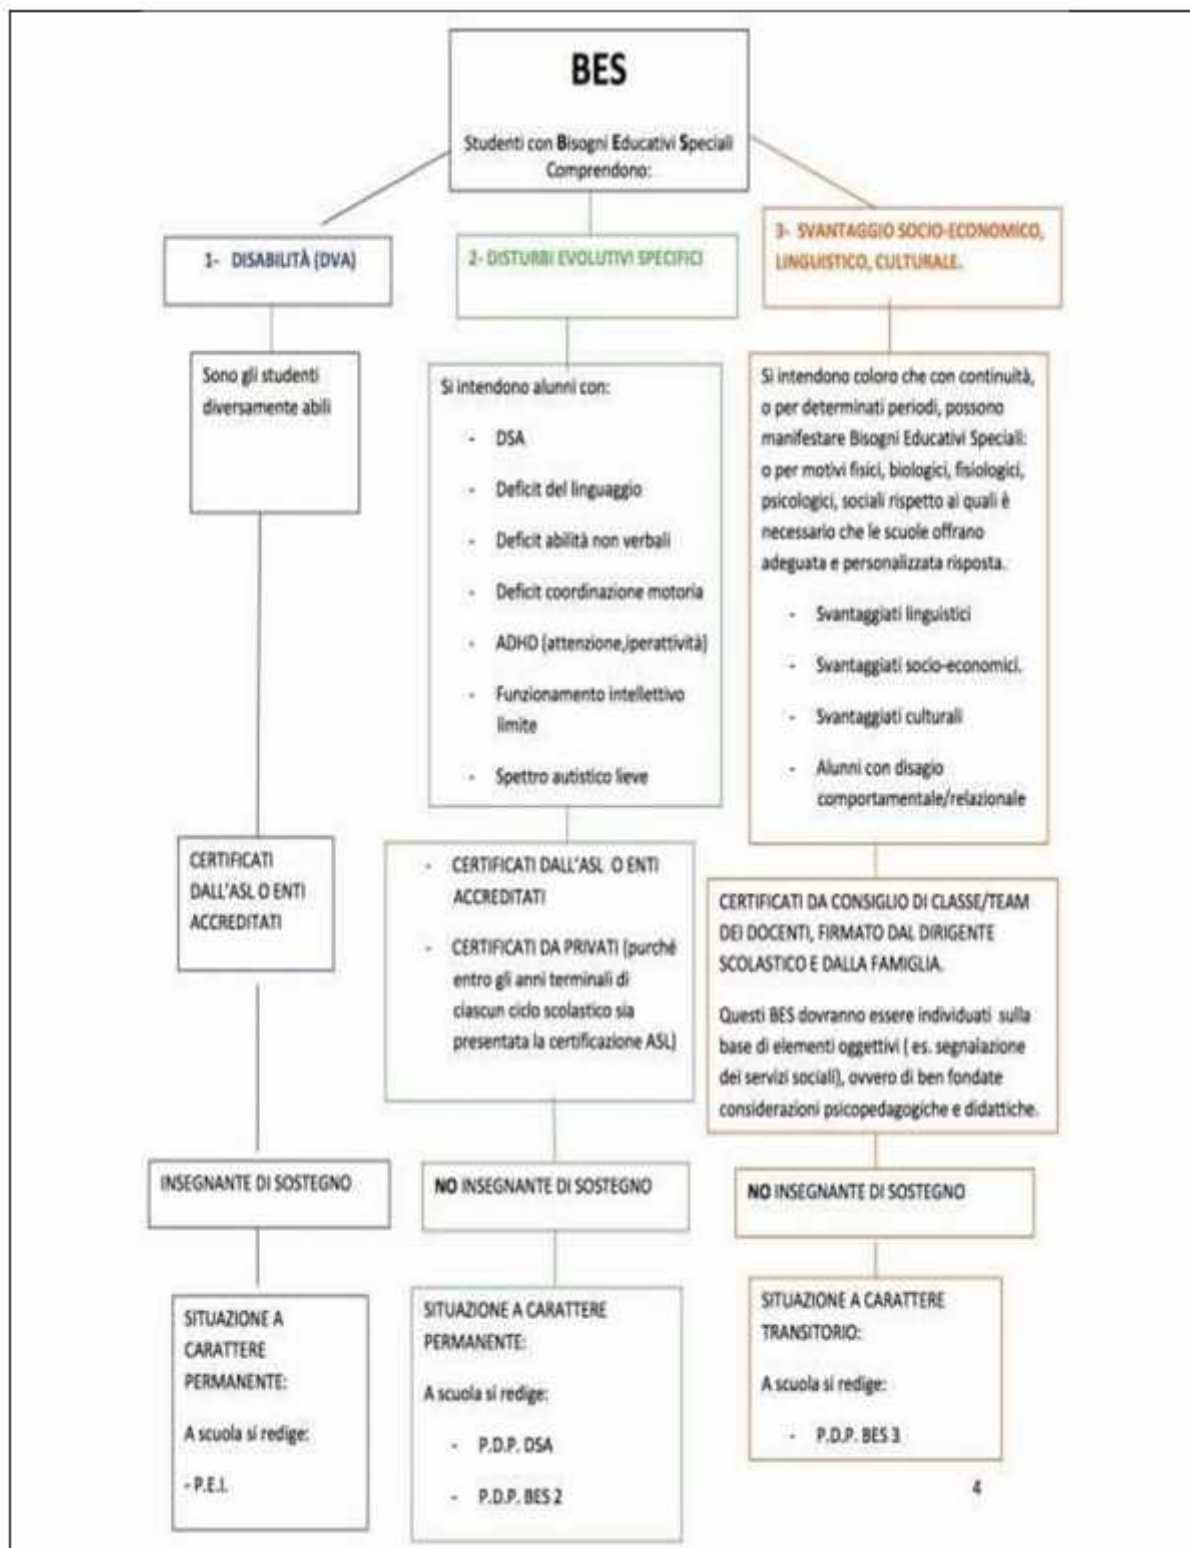 BES
Studenti con Bisogni Educativi Speciali
Comprendono:
1- DISABILITÀ (DVA)
Sono gli studenti
diversamente abili
CERTIFICATI
DALL'ASL O ENTI
ACCREDITATI
INSEGNANTE DI SOSTEGNO
SITUAZIONE A
CARATTERE
PERMANENTE:
A scuola si redige:
- P.E.I.
2- DISTURBI EVOLUTIVI SPECIFICI
Si intendono alunni con:
- DSA
- Deficit del linguaggio
- Deficit abilità non verbali
- Deficit coordinazione motoria
- ADHD (attenzione,/perattività)
- Funzionamento intellettivo
limite
- Spettro autistico lieve
- CERTIFICATI DALL'ASL O ENTI
ACCREDITATI
- CERTIFICATI DA PRIVATI (purché
entro gli anni terminali di
ciascun ciclo scolastico sia
presentata la certificazione ASL)
NO INSEGNANTE DI SOSTEGNO
SITUAZIONE A CARATTERE
PERMANENTE:
A scuola si redige:
- P.D.P. DSA
- P.D.P. BES 2
3- SVANTAGGIO SOCIO-ECONOMICO,
LINGUISTICO, CULTURALE.
Si intendono coloro che con continuità,
o per determinati periodi, possono
manifestare Bisogni Educativi Speciali:
o per motivi fisici, biologici, fisiologici,
psicologici, sociali rispetto ai quali è
necessario che le scuole offrano
adeguata e personalizzata risposta.
- Svantaggiati linguistici
- Svantaggiati socio-economici.
- Svantaggiati culturali
- Alunni con disagio
comportamentale/relazionale
CERTIFICATI DA CONSIGLIO DI CLASSE/TEAM
DEI DOCENTI, FIRMATO DAL DIRIGENTE
SCOLASTICO E DALLA FAMIGLIA.
Questi BES dovranno essere individuati sulla
base di elementi oggettivi ( es. segnalazione
dei servizi sociali), ovvero di ben fondate
considerazioni psicopedagogiche e didattiche.
NO INSEGNANTE DI SOSTEGNO
SITUAZIONE A CARATTERE
TRANSITORIO:
A scuola si redige:
- P.D.P. BES 3
4